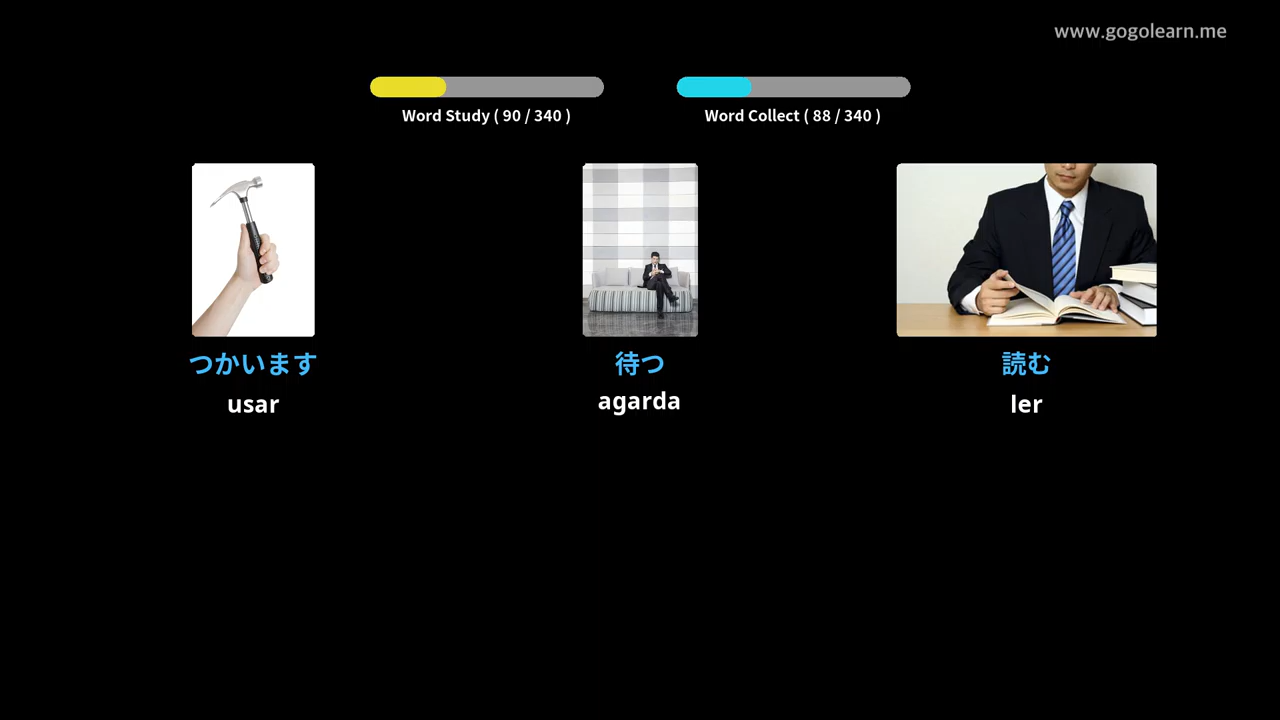 www.gogolearn.me
Word Study ( 90 / 340 )
Word Collect ( 88 / 340 )
つかいます
待つ
読む
usar
agarda
ler